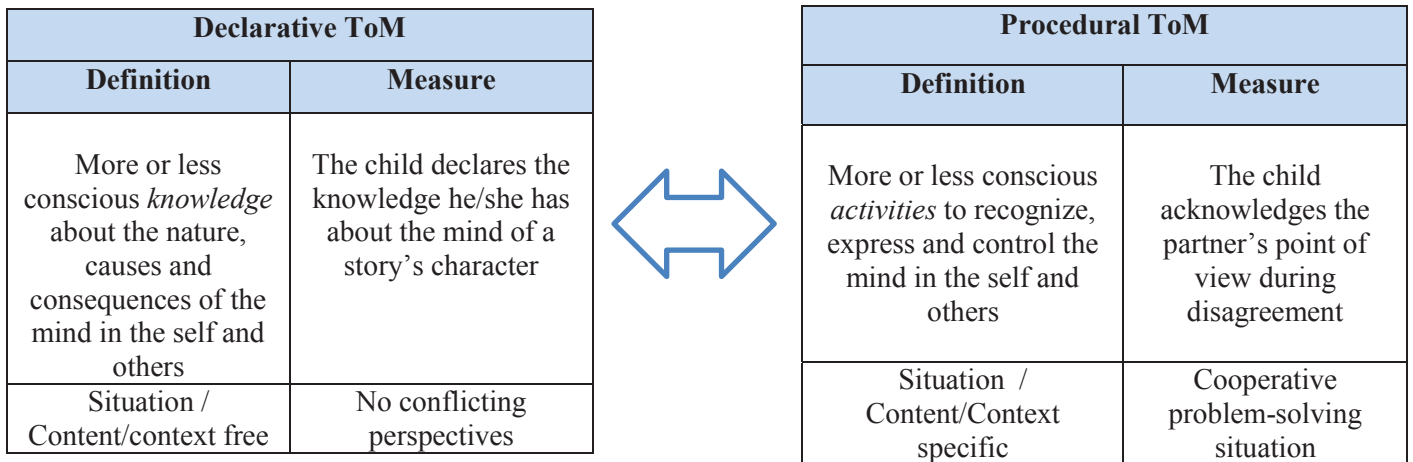 Declarative ToM
Definition
Measure
More or less
conscious knowledge
about the nature,
causes and
consequences of the
mind in the self and
others
The child declares the
knowledge he/she has
about the mind of a
story's character
Situation /
Content/context free
No conflicting
perspectives
Procedural ToM
Definition
Measure
More or less conscious
activities to recognize,
express and control the
mind in the self and
others
The child
acknowledges the
partner's point of
view during
disagreement
Situation /
Content/Context
specific
Cooperative
problem-solving
situation